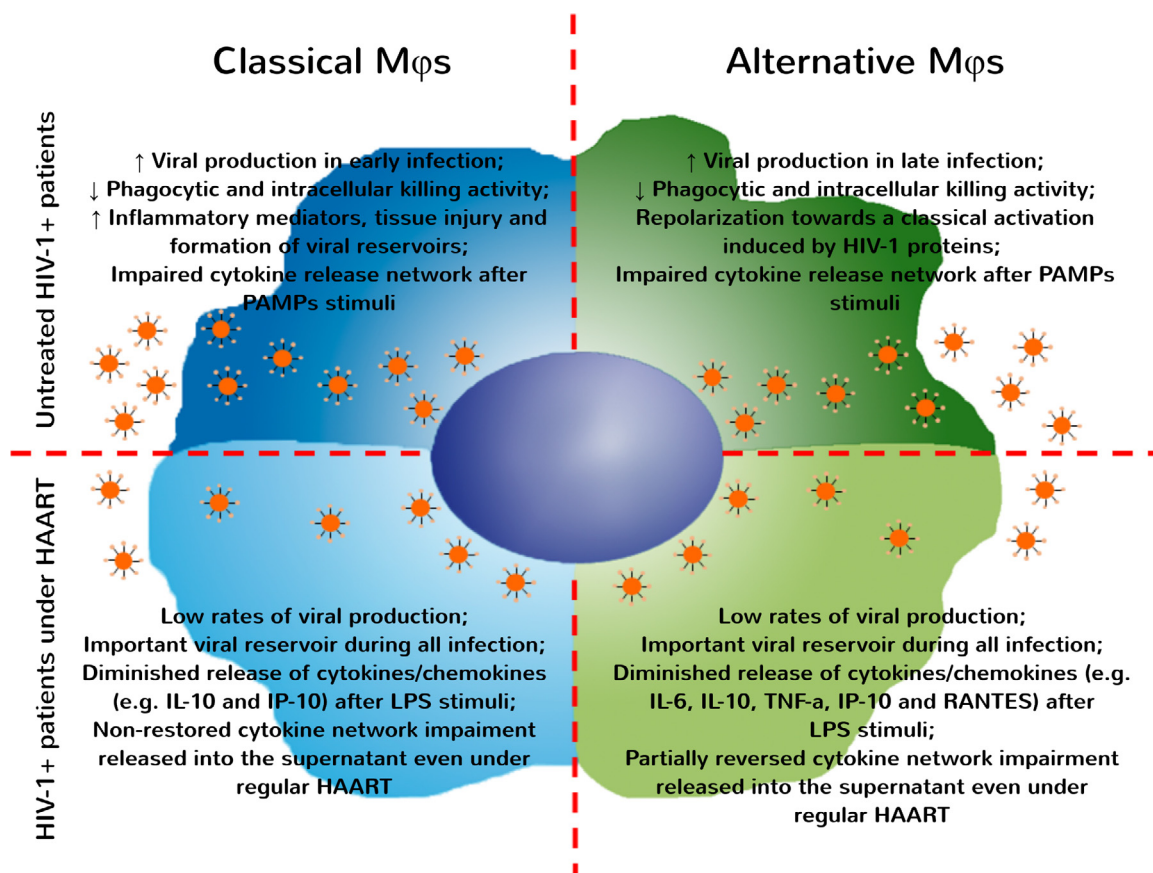 Classical Mφs
Alternative Mφs
Untreated HIV-1+ patients
↑ Viral production in early infection;
↓ Phagocytic and intracellular killing activity;
↑ Inflammatory mediators, tissue injury and
formation of viral reservoirs;
Impaired cytokine release network after
PAMPs stimuli
↑ Viral production in late infection;
↓ Phagocytic and intracellular killing activity;
Repolarization towards a classical activation
induced by HIV-1 proteins;
Impaired cytokine release network after PAMPs
stimuli
HIV-1+ patients under HAART
Low rates of viral production;
Important viral reservoir during all infection;
Diminished release of cytokines/chemokines
(e.g. IL-10 and IP-10) after LPS stimuli;
Non-restored cytokine network impaiment
released into the supernatant even under
regular HAART
Low rates of viral production;
Important viral reservoir during all infection;
Diminished release of cytokines/chemokines (e.g.
IL-6, IL-10, TNF-a, IP-10 and RANTES) after
LPS stimuli;
Partially reversed cytokine network impairment
released into the supernatant even under
regular HAART